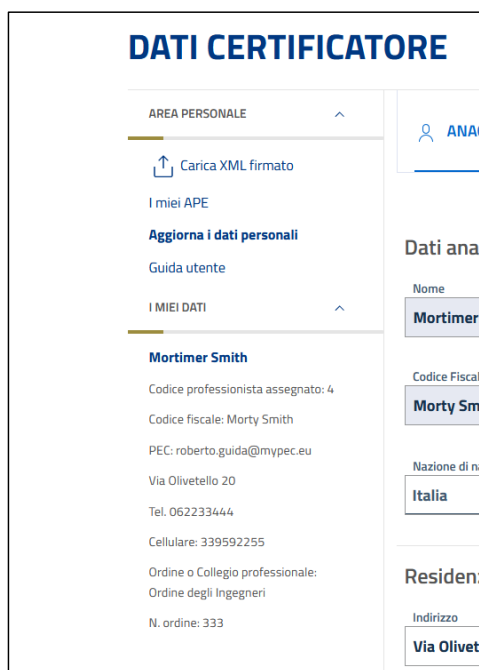 DATI CERTIFICATORE
AREA PERSONALE
Carica XML firmato
I miei APE
Aggiorna i dati personali
Guida utente
I MIEI DATI
Mortimer Smith
Codice professionista assegnato: 4
Codice fiscale: Morty Smith
PEC: roberto.guida@mypec.eu
Via Olivetello 20
Tel. 062233444
Cellulare: 339592255
Ordine o Collegio professionale:
Ordine degli Ingegneri
N. ordine: 333
Dati ana
Nome
Mortimer
Codice Fiscal
Morty Sm
Nazione di na
Italia
Residen
Indirizzo
Via Olivet